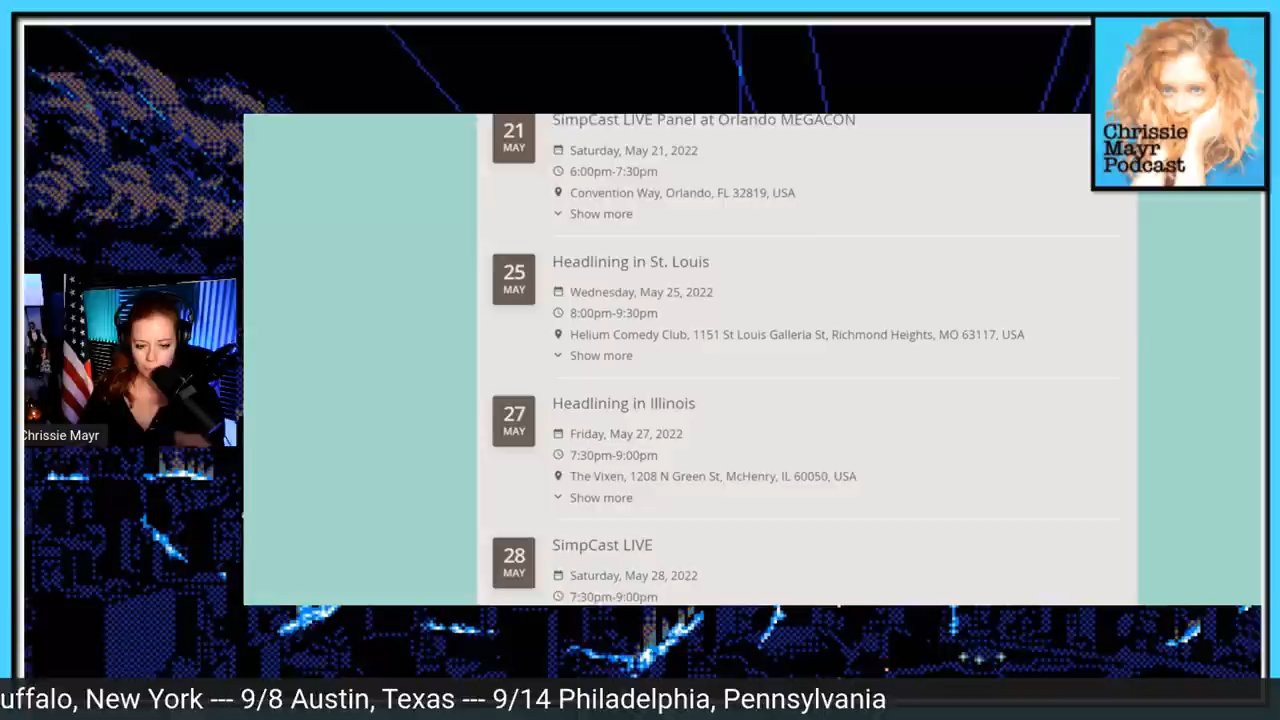 Chrissie
Mayr
Podcast
21
MAY
SimpCast LIVE Panel at Orlando MEGACON
Saturday, May 21, 2022
6:00pm-7:30pm
Convention Way, Orlando, FL 32819, USA
Show more
25
MAY
Headlining in St. Louis
Wednesday, May 25, 2022
8:00pm-9:30pm
Helium Comedy Club, 1151 St Louis Galleria St, Richmond Heights, MO 63117, USA
Show more
27
MAY
Headlining in Illinois
Friday, May 27, 2022
7:30pm-9:00pm
The Vixen, 1208 N Green St, McHenry, IL 60050, USA
Show more
28
MAY
SimpCast LIVE
Saturday, May 28, 2022
7:30pm-9:00pm
Chrissie Mayr
uffalo, New York --- 9/8 Austin, Texas --- 9/14 Philadelphia, Pennsylvania